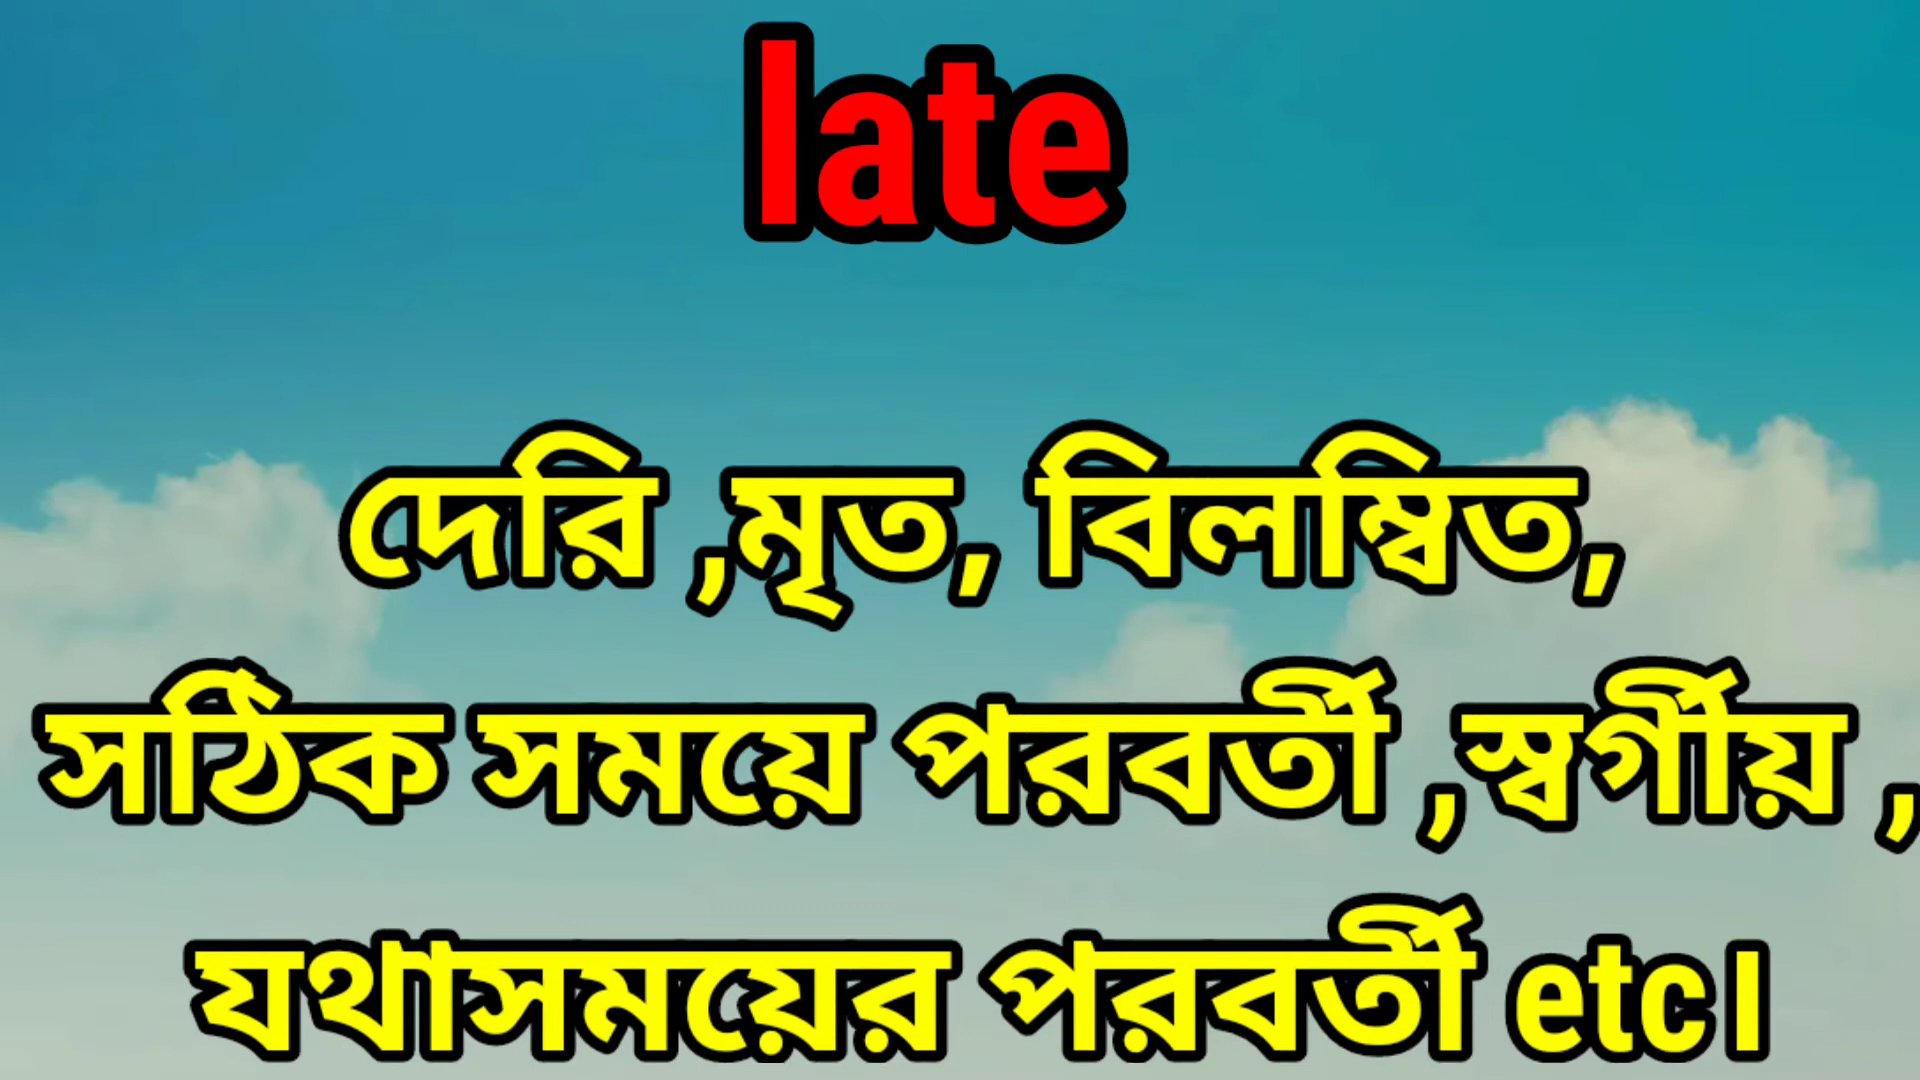 late
দেরি ,মৃত, বিলম্বিত,
সঠিক সময়ে পরবর্তী ,স্বর্গীয় ,
যথাসময়ের পরবর্তী etc।